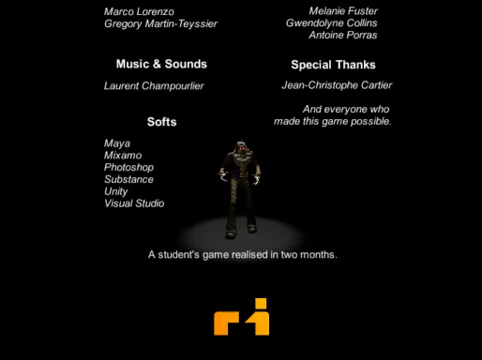 Marco Lorenzo
Gregory Martin-Teyssier
Melanie Fuster
Gwendolyne Collins
Antoine Porras
Music & Sounds
Laurent Champourlier
Special Thanks
Jean-Christophe Cartier
And everyone who
made this game possible.
Softs
Maya
Mixamo
Photoshop
Substance
Unity
Visual Studio
A student's game realised in two months.